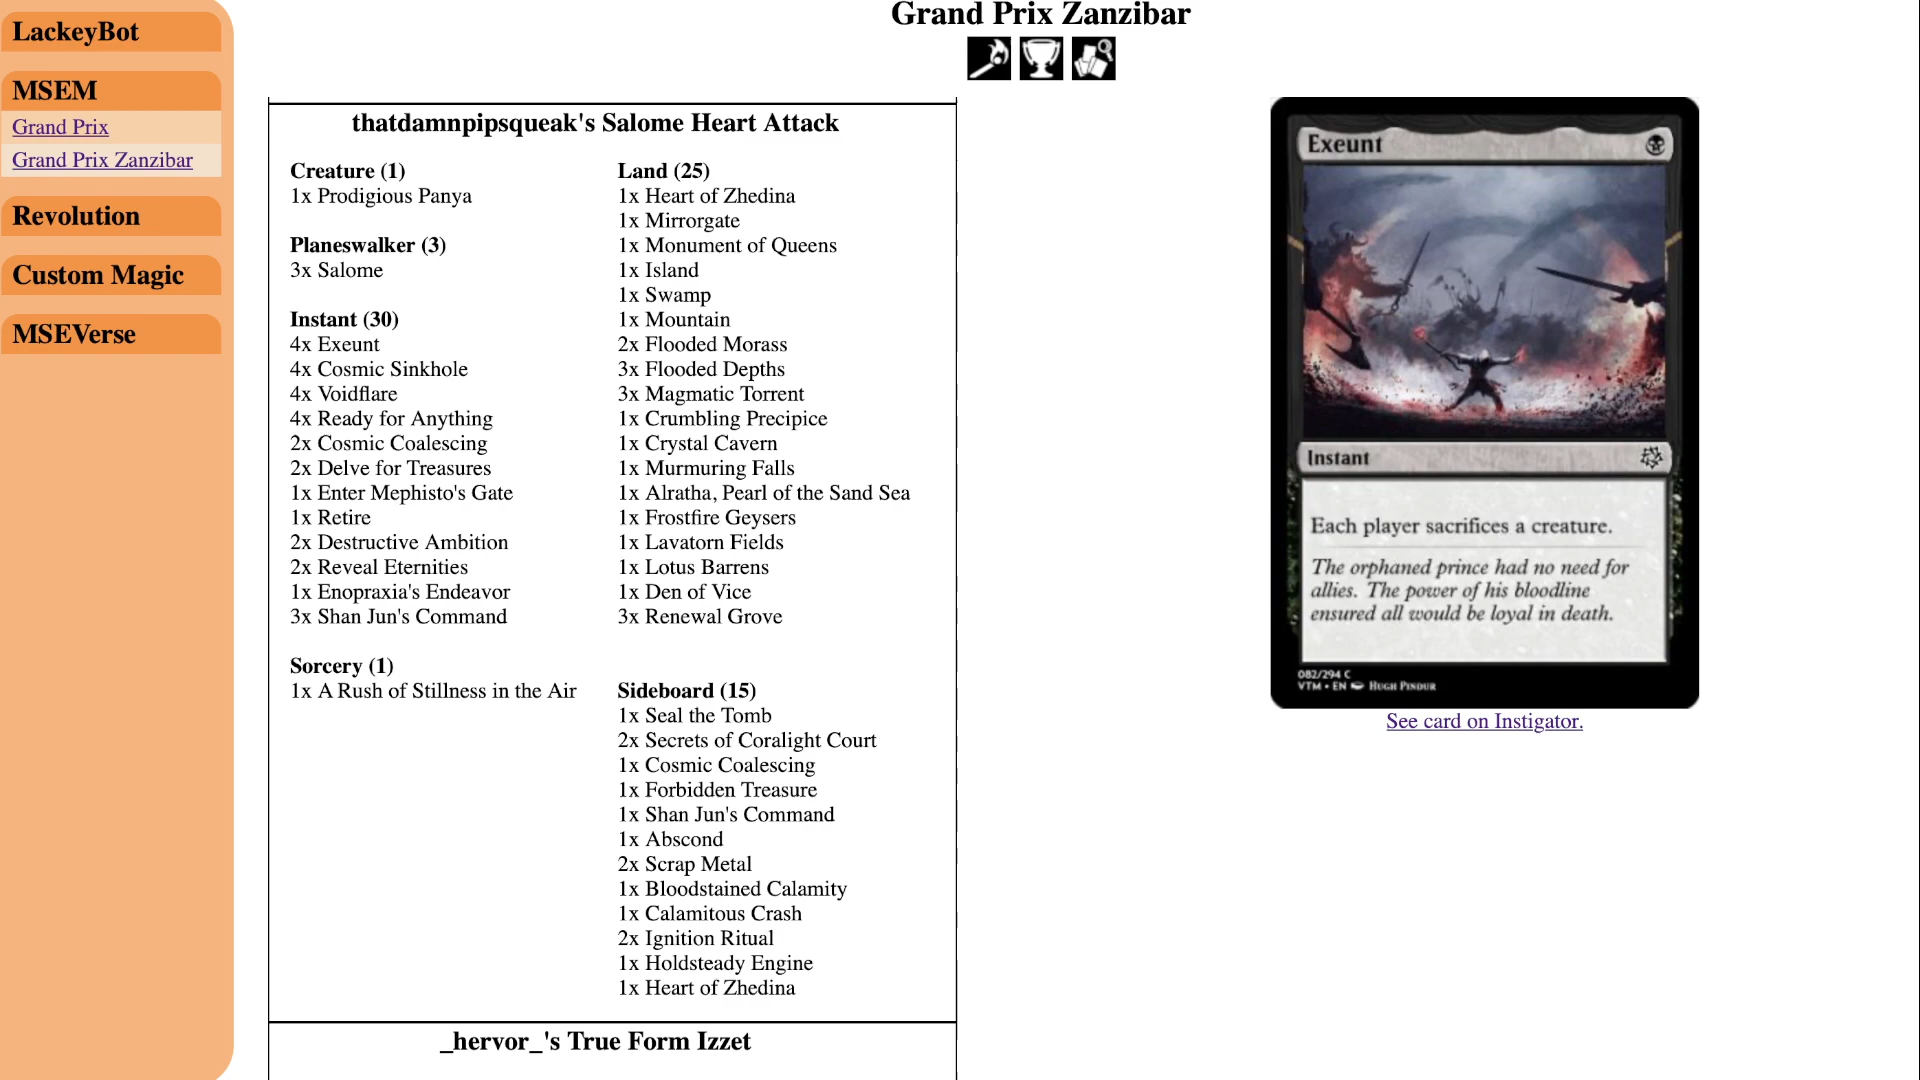 LackeyBot
MSEM
Grand Prix
Grand Prix Zanzibar
Revolution
Custom Magic
MSEVerse
Grand Prix Zanzibar
thatdamnpipsqueak's Salome Heart Attack
Creature (1)
1x Prodigious Panya
Planeswalker (3)
3x Salome
Instant (30)
4x Exeunt
4x Cosmic Sinkhole
4x Voidflare
4x Ready for Anything
2x Cosmic Coalescing
2x Delve for Treasures
1x Enter Mephisto's Gate
1x Retire
2x Destructive Ambition
2x Reveal Eternities
1x Enopraxia's Endeavor
3x Shan Jun's Command
Sorcery (1)
1x A Rush of Stillness in the Air
Land (25)
1x Heart of Zhedina
1x Mirrorgate
1x Monument of Queens
1x Island
1x Swamp
1x Mountain
2x Flooded Morass
3x Flooded Depths
3x Magmatic Torrent
1x Crumbling Precipice
1x Crystal Cavern
1x Murmuring Falls
1x Alratha, Pearl of the Sand Sea
1x Frostfire Geysers
1x Lavatorn Fields
1x Lotus Barrens
1x Den of Vice
3x Renewal Grove
Sideboard (15)
1x Seal the Tomb
2x Secrets of Coralight Court
1x Cosmic Coalescing
1x Forbidden Treasure
1x Shan Jun's Command
1x Abscond
2x Scrap Metal
1x Bloodstained Calamity
1x Calamitous Crash
2x Ignition Ritual
1x Holdsteady Engine
1x Heart of Zhedina
_hervor_'s True Form Izzet
Exeunt
Instant
Each player sacrifices a creature.
The orphaned prince had no need for
allies. The power of his bloodline
ensured all would be loyal in death.
082/294 C
VTM • EN Hugh Pindur
See card on Instigator.